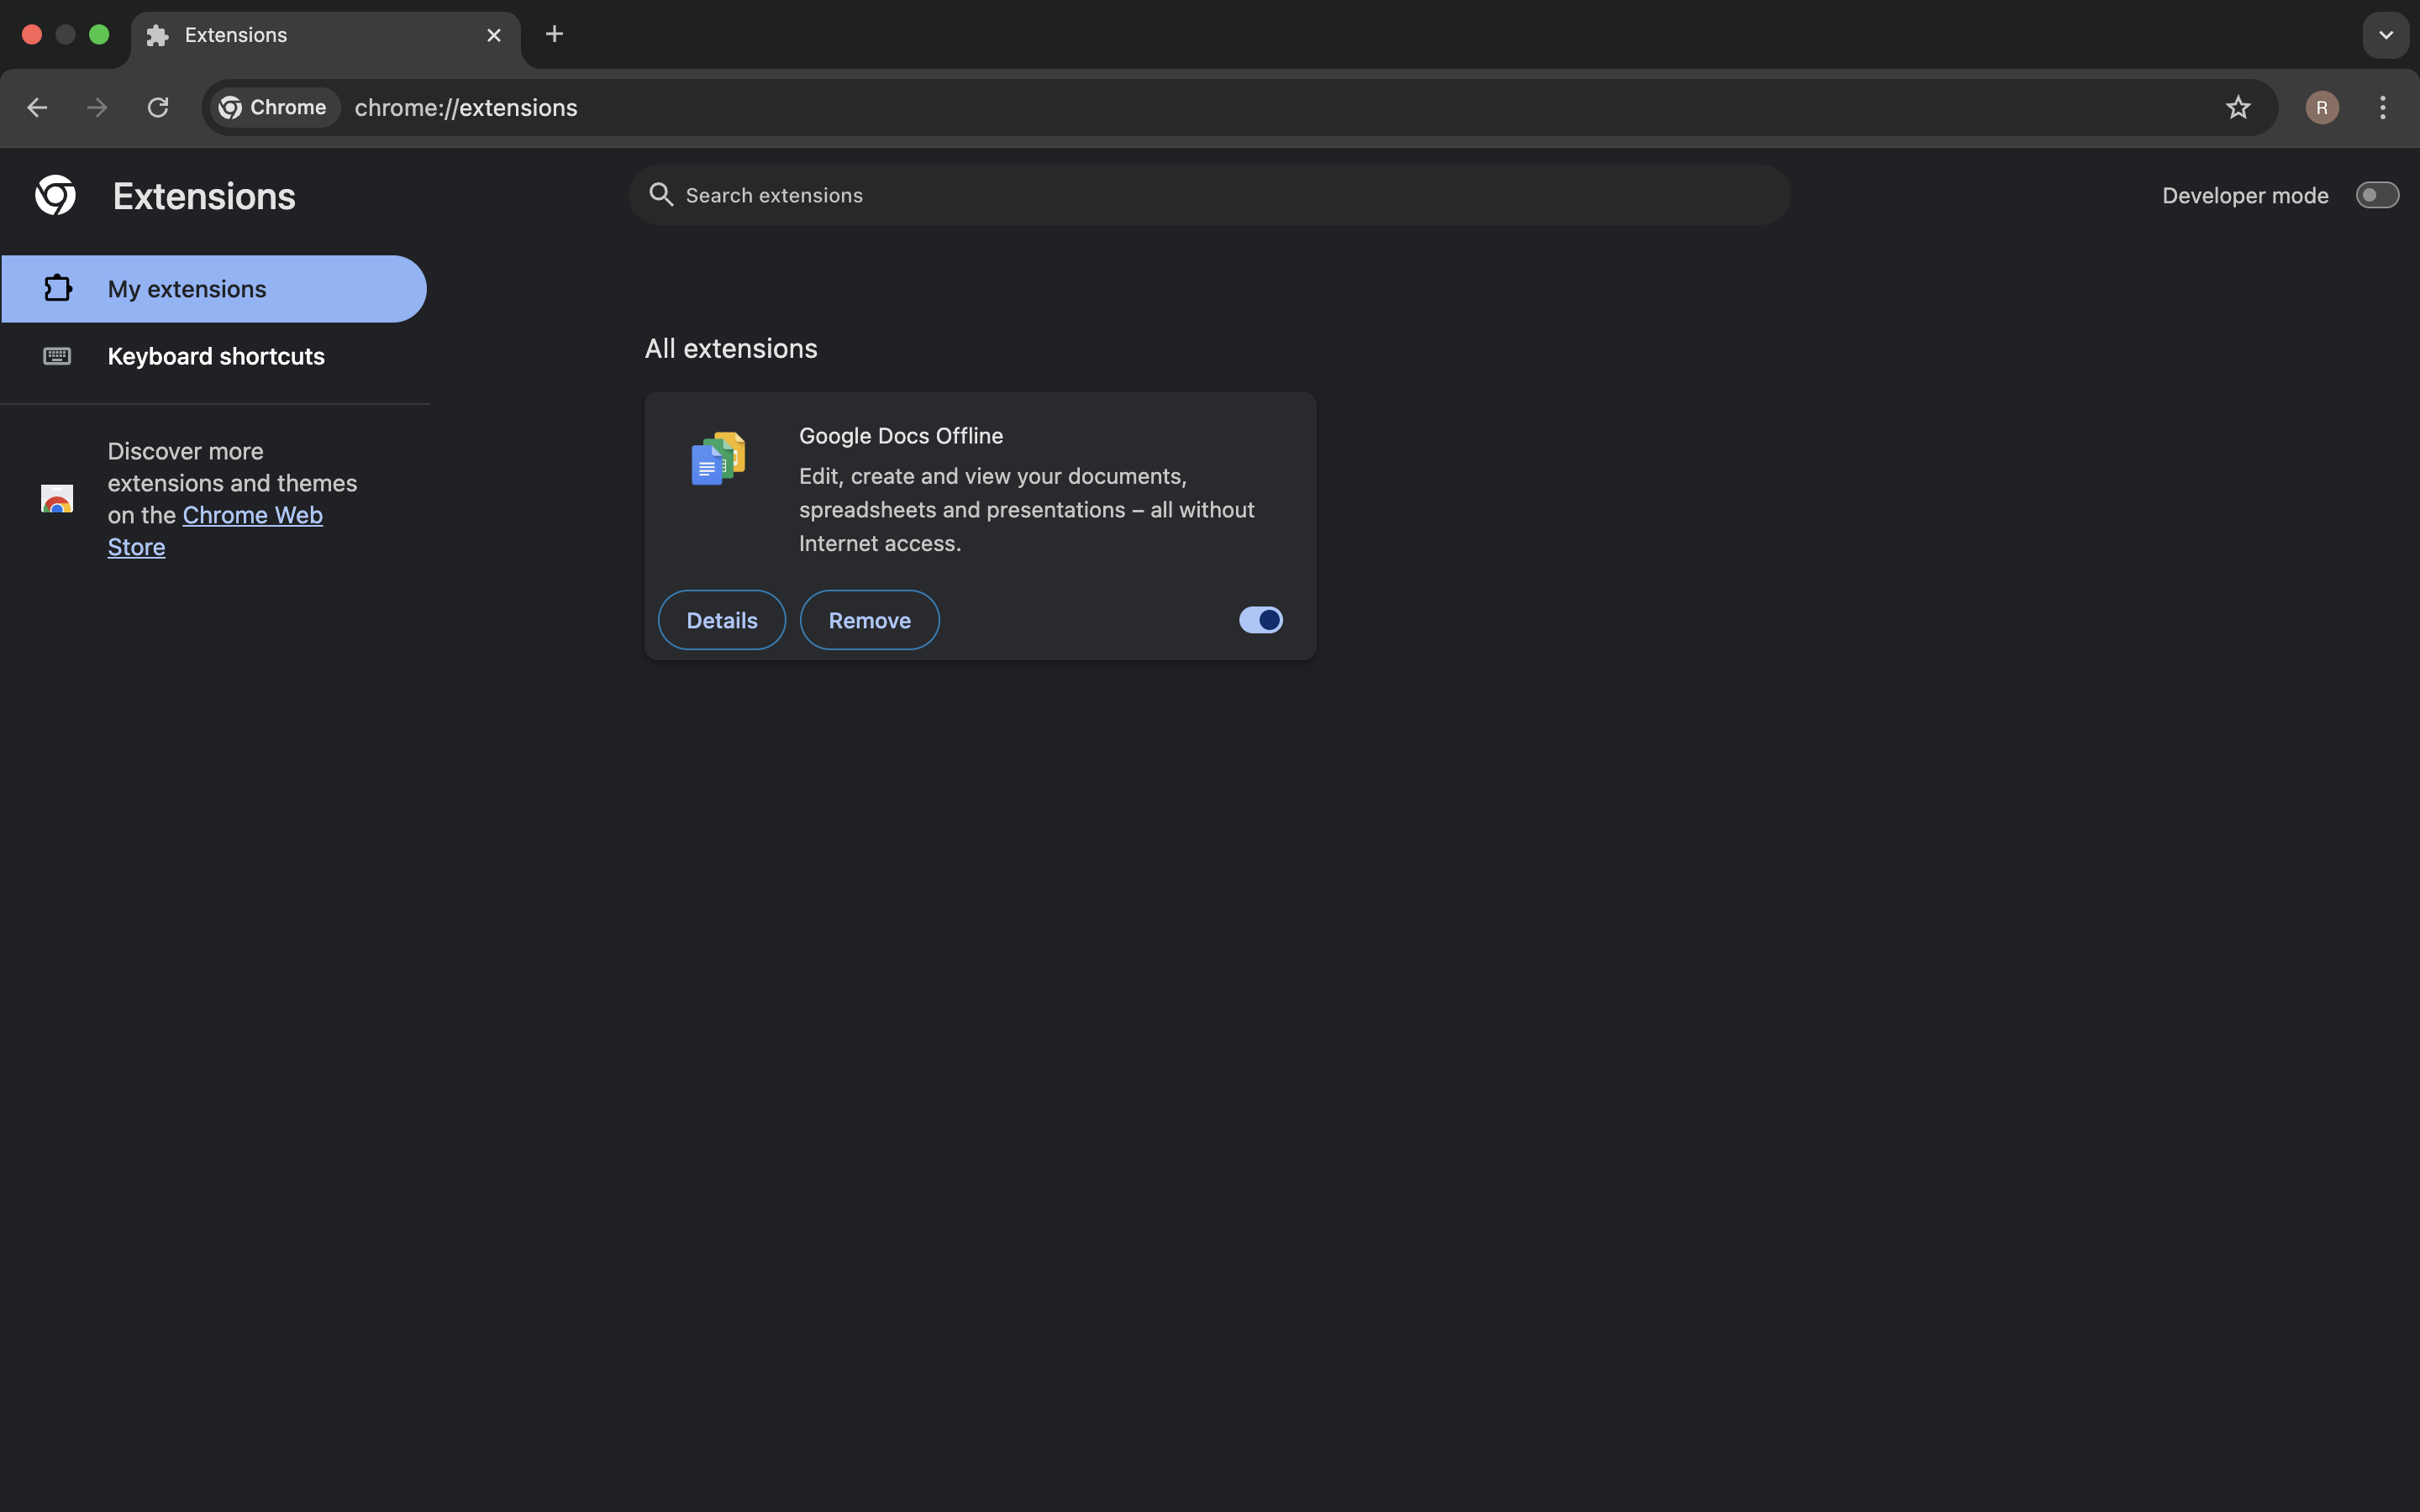 Extensions
Chrome
chrome://extensions
R
Extensions
Search extensions
Developer mode
My extensions
Keyboard shortcuts
Discover more
extensions and themes
on the Chrome Web
Store
All extensions
Google Docs Offline
Edit, create and view your documents,
spreadsheets and presentations – all without
Internet access.
Details
Remove